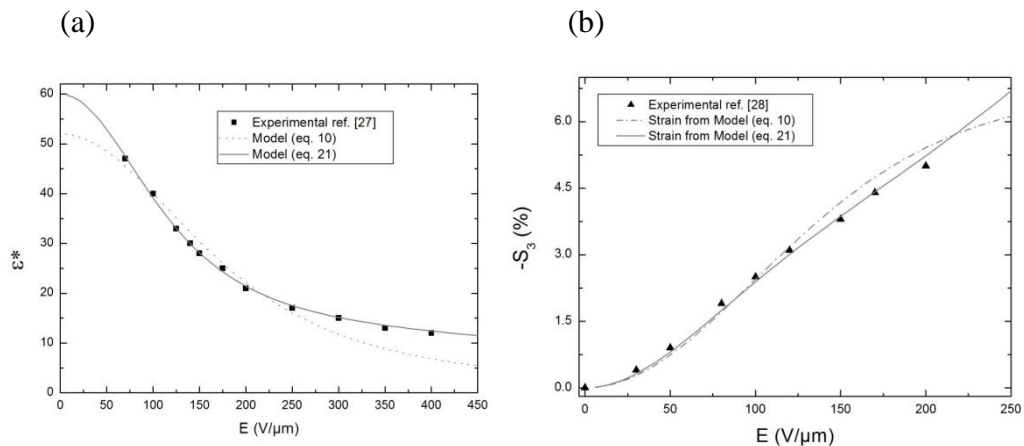 (a)
(b)
60
50
40
30
20
10
0
ε*
Experimental ref. [27]
Model (eq. 10)
Model (eq. 21)
0 50 100 150 200 250 300 350 400 450
E (V/μm)
6.0
4.5
3.0
1.5
0.0
-S3 (%)
Experimental ref. [28]
Strain from Model (eq. 10)
Strain from Model (eq. 21)
0 50 100 150 200 250
E (V/μm)